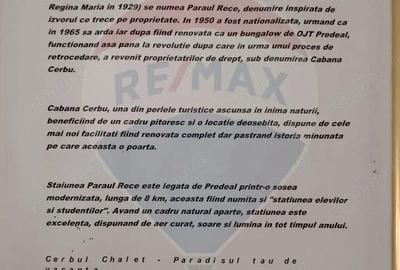 Regina Maria in 1929) se numea Paraul Rece, denumire inspirata de
izvorul ce trece pe proprietate. In 1950 a fost nationalizata, urmand ca
in 1965 sa arda iar dupa fiind renovata ca un bungalow de OJT Predeal,
functionand asa pana la revolutie dupa care in urma unui proces de
retrocedare, a revenit proprietarilor de drept, sub denumirea Cabana
Cerbu.
RE/MAX
Cabana Cerbu, una din perlele turistice ascunsa in inima naturii,
beneficiind de un cadru pitoresc si o locatie deosebita, dispune de cele
mai noi facilitati fiind renovata complet dar pastrand istoria minunata
pe care aceasta o poarta.
Staiunea Paraul Rece este legata de Predeal printr-o sosea
modernizata, lunga de 8 km, aceasta fiind numita si "staiunea elevilor
si studentilor". Avand un cadru natural aparte, staiunea este
excelenta, dispunand de aer curat, soare si lumina in tot timpul anului.
Cerbul Chalet - Paradisul tau de
vacanta